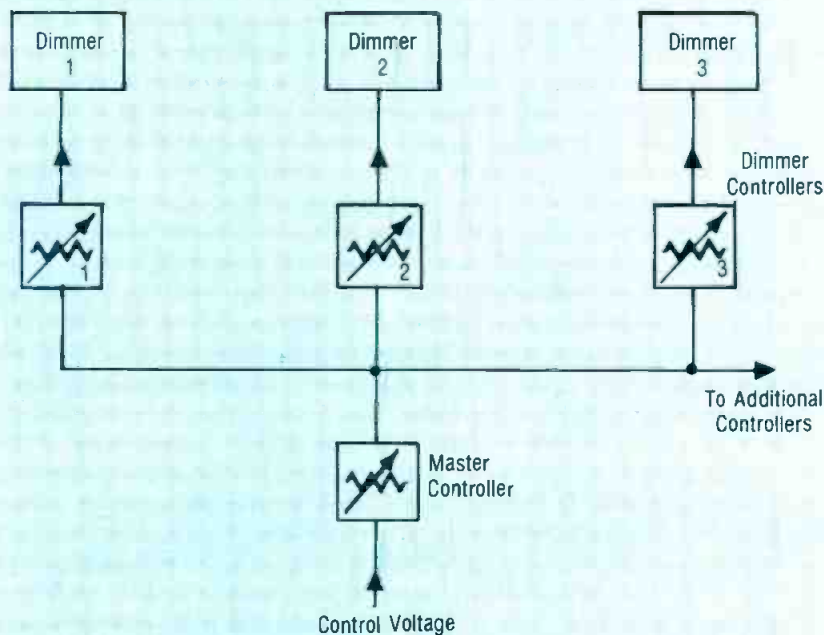 Dimmer
1
Dimmer
2
Dimmer
3
Dimmer
Controllers
1
2
3
To Additional
Controllers
Master
Controller
Control Voltage